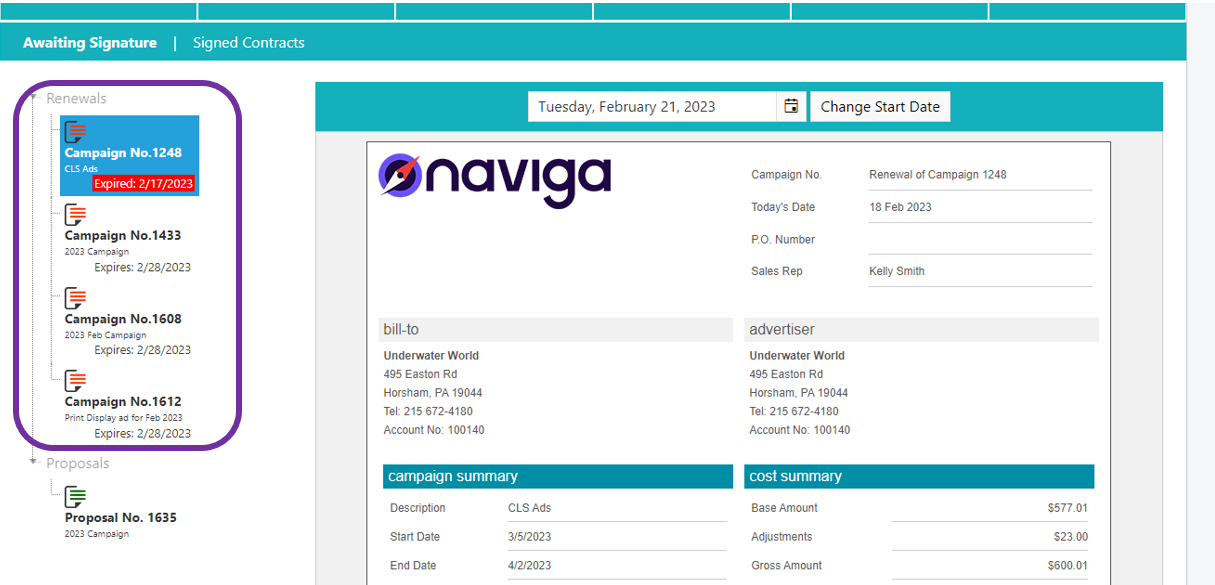 Awaiting Signature | Signed Contracts
Renewals
Campaign No.1248
CLS Ads
Expired: 2/17/2023
Campaign No.1433
2023 Campaign
Expires: 2/28/2023
Campaign No.1608
2023 Feb Campaign
Expires: 2/28/2023
Campaign No.1612
Print Display ad for Feb 2023
Expires: 2/28/2023
Proposals
Proposal No. 1635
2023 Campaign
Tuesday, February 21, 2023 Change Start Date
naviga
Campaign No. Renewal of Campaign 1248
Today's Date 18 Feb 2023
P.O. Number
Sales Rep Kelly Smith
bill-to
Underwater World
495 Easton Rd
Horsham, PA 19044
Tel: 215 672-4180
Account No: 100140
advertiser
Underwater World
495 Easton Rd
Horsham, PA 19044
Tel: 215 672-4180
Account No: 100140
campaign summary
Description CLS Ads
Start Date 3/5/2023
End Date 4/2/2023
cost summary
Base Amount $577.01
Adjustments $23.00
Gross Amount $600.01